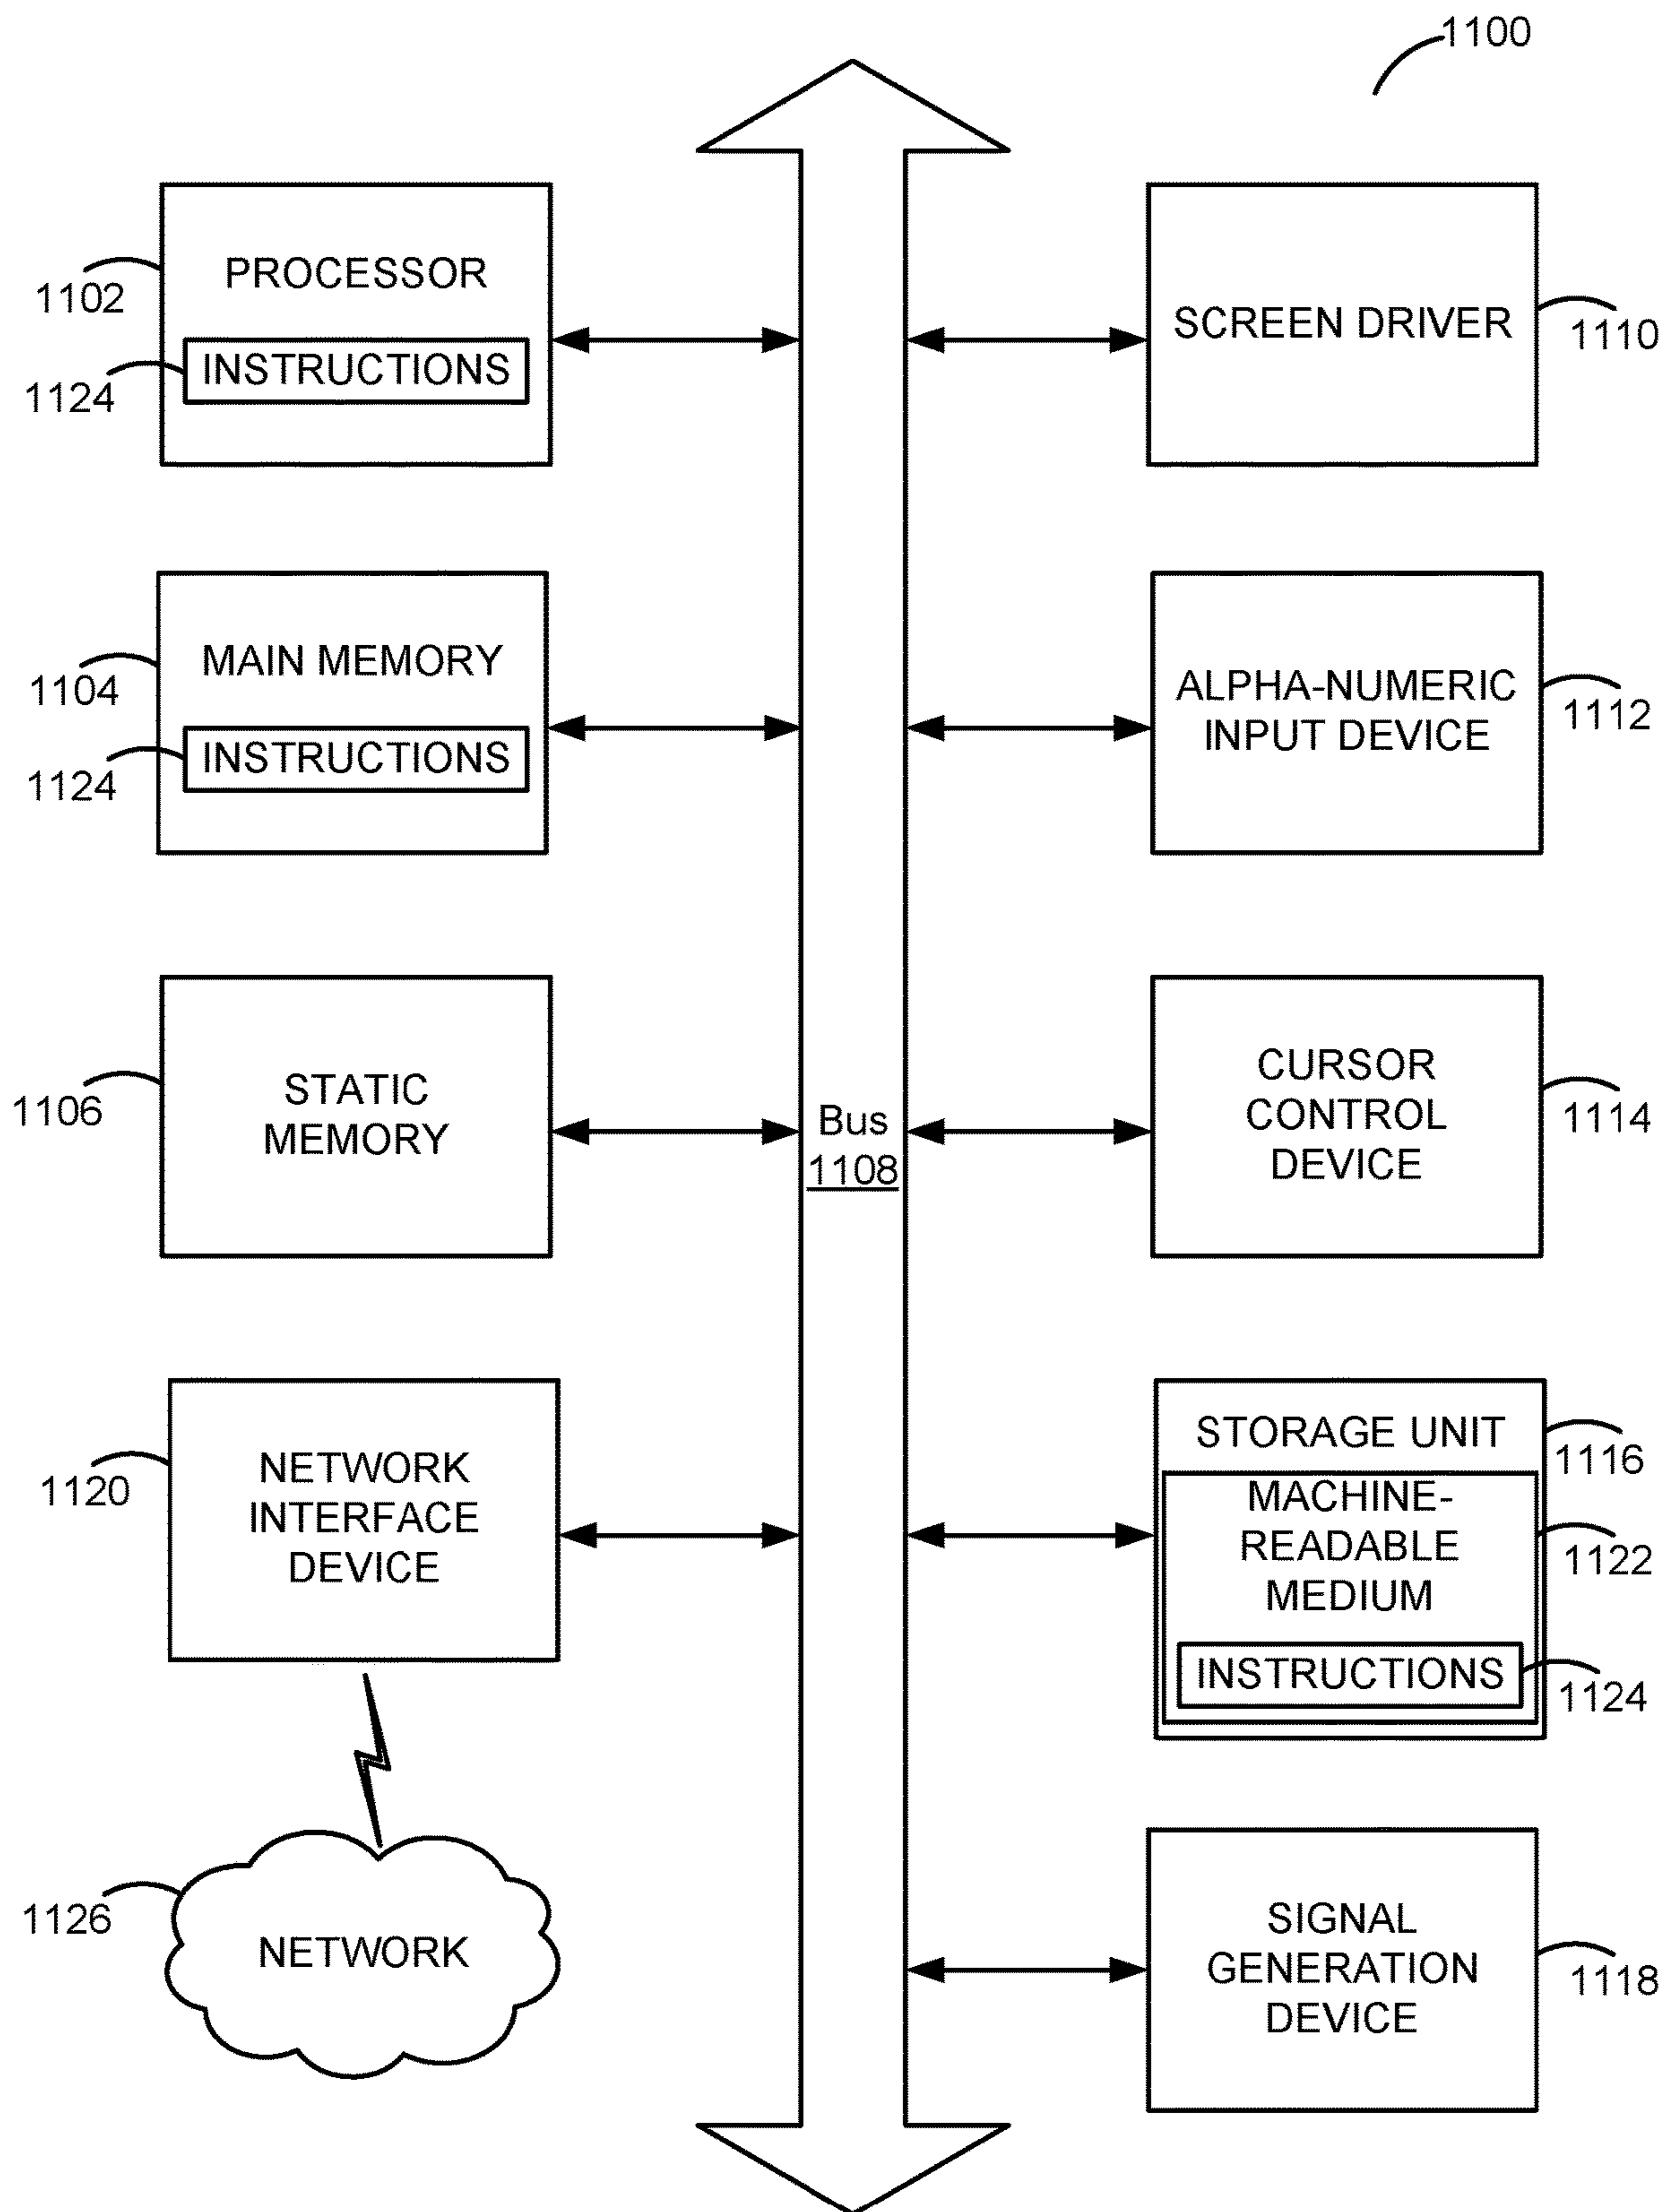 1100
PROCESSOR
1102
INSTRUCTIONS
1124
SCREEN DRIVER
1110
MAIN MEMORY
1104
INSTRUCTIONS
1124
ALPHA-NUMERIC
INPUT DEVICE
1112
STATIC
MEMORY
1106
Bus
1108
CURSOR
CONTROL
DEVICE
1114
NETWORK
INTERFACE
DEVICE
1120
STORAGE UNIT
1116
MACHINE-
READABLE
MEDIUM
1122
INSTRUCTIONS
1124
NETWORK
1126
SIGNAL
GENERATION
DEVICE
1118